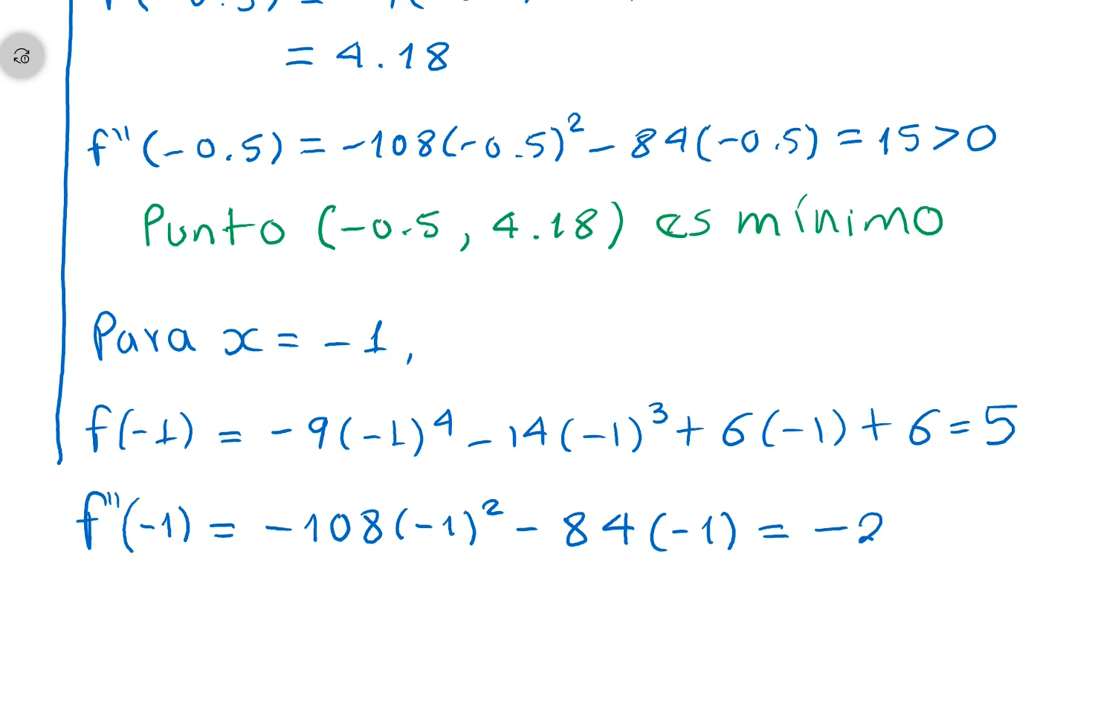 = 4.18
f''(-0.5) = -108(-0.5)² - 84(-0.5) = 15 > 0
Punto (-0.5, 4.18) es mínimo
Para x = -1,
f(-1) = -9(-1)⁴ - 14(-1)³ + 6(-1) + 6 = 5
f''(-1) = -108(-1)² - 84(-1) = -2